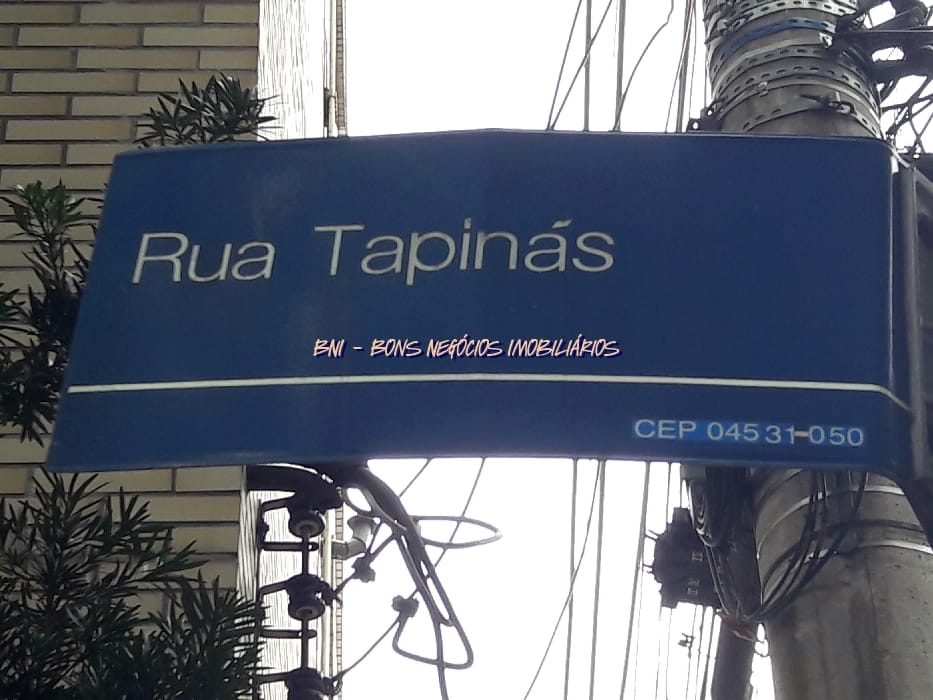 Rua Tapinás
BNI - BONS NEGÓCIOS IMOBILIÁRIOS
CEP 04531-050